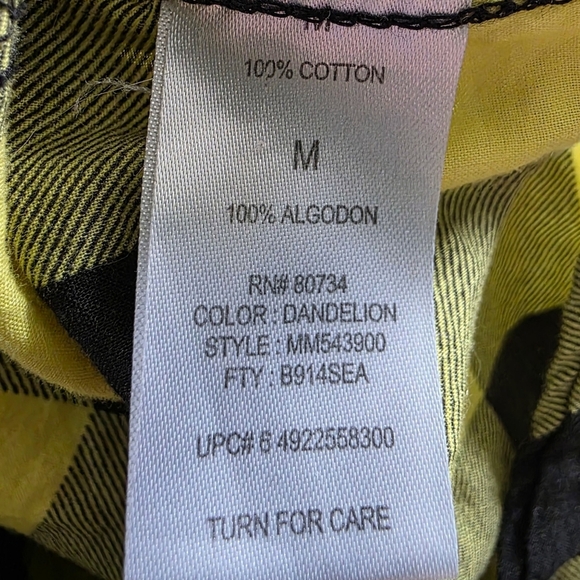 M
100% COTTON
M
100% ALGODON
RN# 80734
COLOR : DANDELION
STYLE : MM543900
FTY : B914SEA
UPC# 6 4922558300
TURN FOR CARE